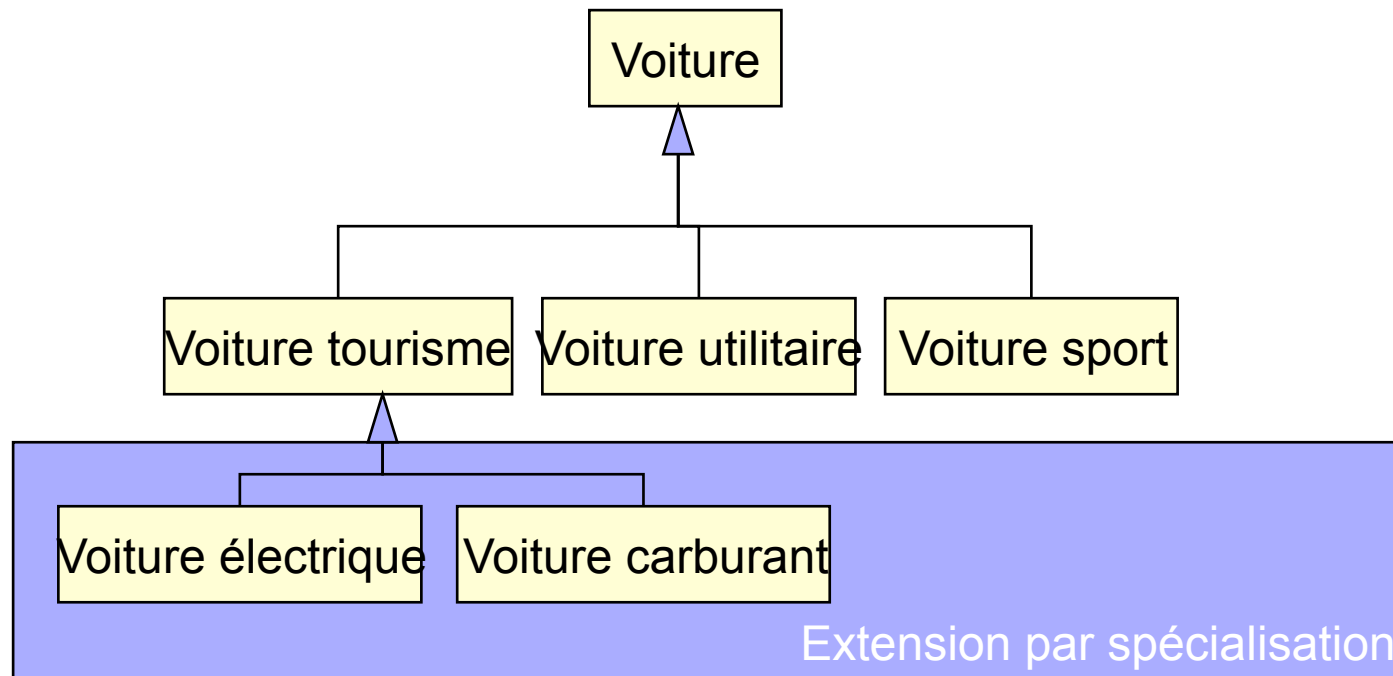 Voiture
Voiture tourisme
Voiture utilitaire
Voiture sport
Voiture électrique
Voiture carburant
Extension par spécialisation